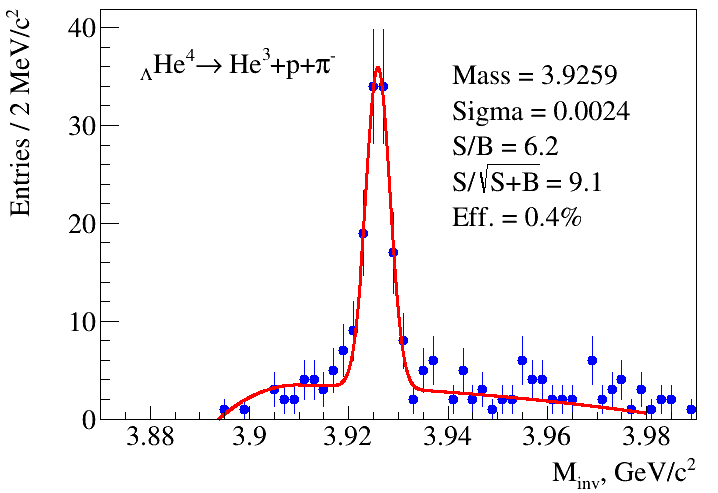 Entries / 2 MeV/c²
40
30
20
10
0
ΛHe⁴→ He³+p+π⁻
Mass = 3.9259
Sigma = 0.0024
S/B = 6.2
S/√S+B = 9.1
Eff. = 0.4%
3.88 3.9 3.92 3.94 3.96 3.98
Minv, GeV/c²